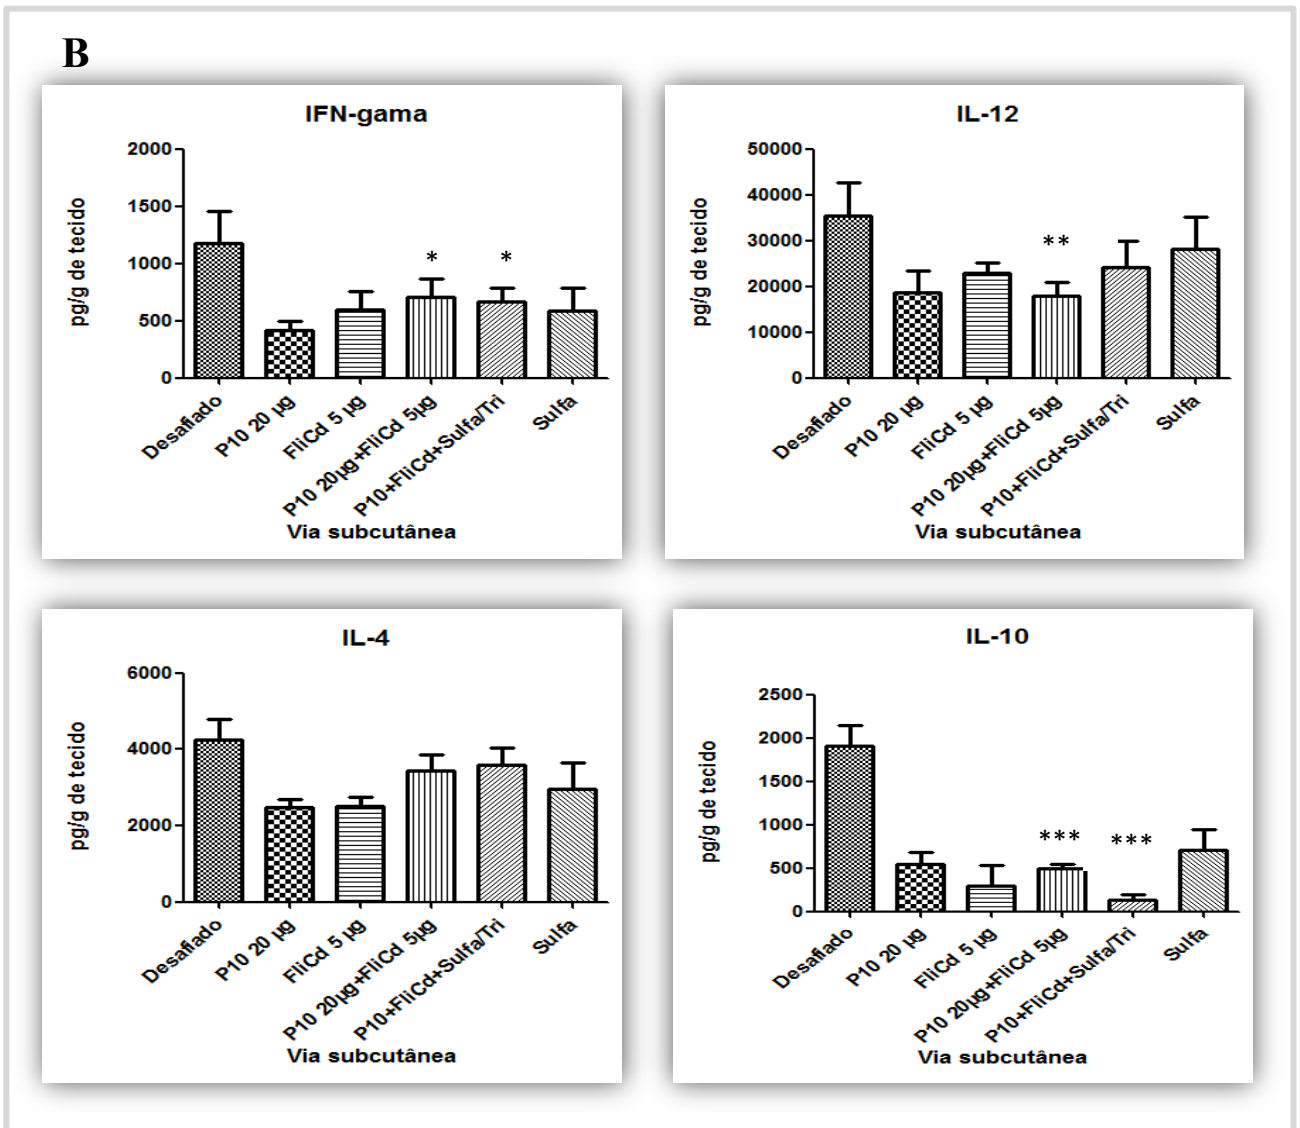 B
IFN-gama
pg/g de tecido
2000
1500
1000
500
0
*
*
Desafiado
P10 20 µg
FliCd 5 µg
P10 20µg+FliCd 5µg
P10+FliCd+Sulfa/Tri
Sulfa
Via subcutânea
IL-12
pg/g de tecido
50000
40000
30000
20000
10000
0
**
Desafiado
P10 20 µg
FliCd 5 µg
P10 20µg+FliCd 5µg
P10+FliCd+Sulfa/Tri
Sulfa
Via subcutânea
IL-4
pg/g de tecido
6000
4000
2000
0
Desafiado
P10 20 µg
FliCd 5 µg
P10 20µg+FliCd 5µg
P10+FliCd+Sulfa/Tri
Sulfa
Via subcutânea
IL-10
pg/g de tecido
2500
2000
1500
1000
500
0
***
***
Desafiado
P10 20 µg
FliCd 5 µg
P10 20µg+FliCd 5µg
P10+FliCd+Sulfa/Tri
Sulfa
Via subcutânea